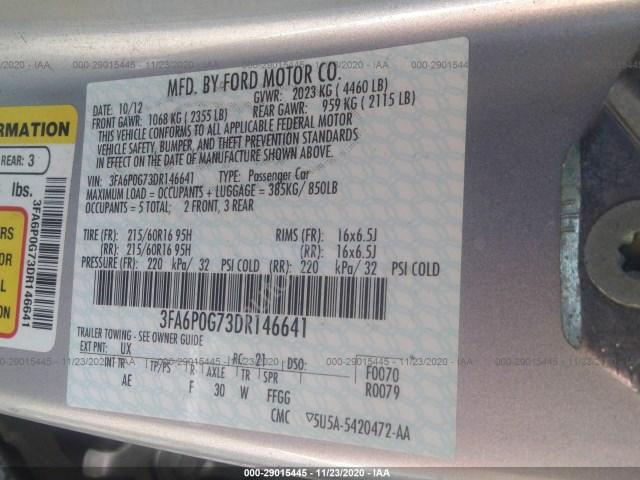 000-29015445 - 11/23/2020 - IAA
MFD. BY FORD MOTOR CO.
DATE: 10/12
GVWR: 2023 KG ( 4460 LB)
FRONT GAWR: 1068 KG ( 2355 LB)
REAR GAWR: 959 KG ( 2115 LB)
THIS VEHICLE CONFORMS TO ALL APPLICABLE FEDERAL MOTOR
VEHICLE SAFETY, BUMPER, AND THEFT PREVENTION STANDARDS
IN EFFECT ON THE DATE OF MANUFACTURE SHOWN ABOVE.
VIN: 3FA6P0G73DR146641
TYPE: Passenger Car
MAXIMUM LOAD = OCCUPANTS + LUGGAGE = 385KG/ 850LB
OCCUPANTS = 5 TOTAL; 2 FRONT, 3 REAR
TIRE (FR): 215/60R16 95H RIMS (FR): 16x6.5J
(RR): 215/60R16 95H (RR): 16x6.5J
PRESSURE (FR): 220 kPa/ 32 PSI COLD (RR): 220 kPa/ 32 PSI COLD
3FA6P0G73DR146641
TRAILER TOWING - SEE OWNER GUIDE
EXT PNT: UX RC: 21 DSO:
INT TR TP/PS R AXLE TR SPR F0070
AE F 30 W FFGG R0079
CMC ▽5U5A-5420472-AA
ORMATION
REAR: 3
lbs.
3FA6P0G73DR146641
ERS
OR